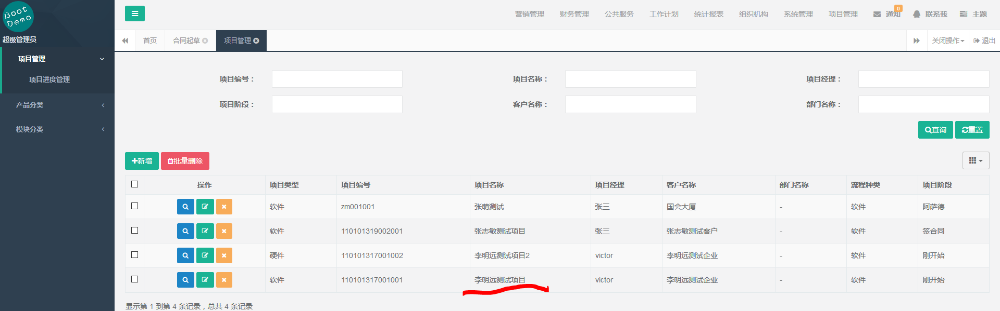 Boot
Demo
超级管理员
项目管理
项目进度管理
产品分类
模块分类
营销管理 财务管理 公共服务 工作计划 统计报表 组织机构 系统管理 项目管理 通知 0 联系我 主题
首页 合同起草 项目管理 关闭操作 退出
项目编号： 项目名称： 项目经理：
项目阶段： 客户名称： 部门名称：
查询 重置
新增 批量删除
操作 项目类型 项目编号 项目名称 项目经理 客户名称 部门名称 流程种类 项目阶段
软件 zm001001 张萌测试 张三 国会大厦 - 软件 阿萨德
软件 110101319002001 张志敏测试项目 张三 张志敏测试客户 - 软件 签合同
硬件 110101317001002 李明远测试项目2 victor 李明远测试企业 - 软件 刚开始
软件 110101317001001 李明远测试项目 victor 李明远测试企业 - 软件 刚开始
显示第 1 到第 4 条记录，总共 4 条记录